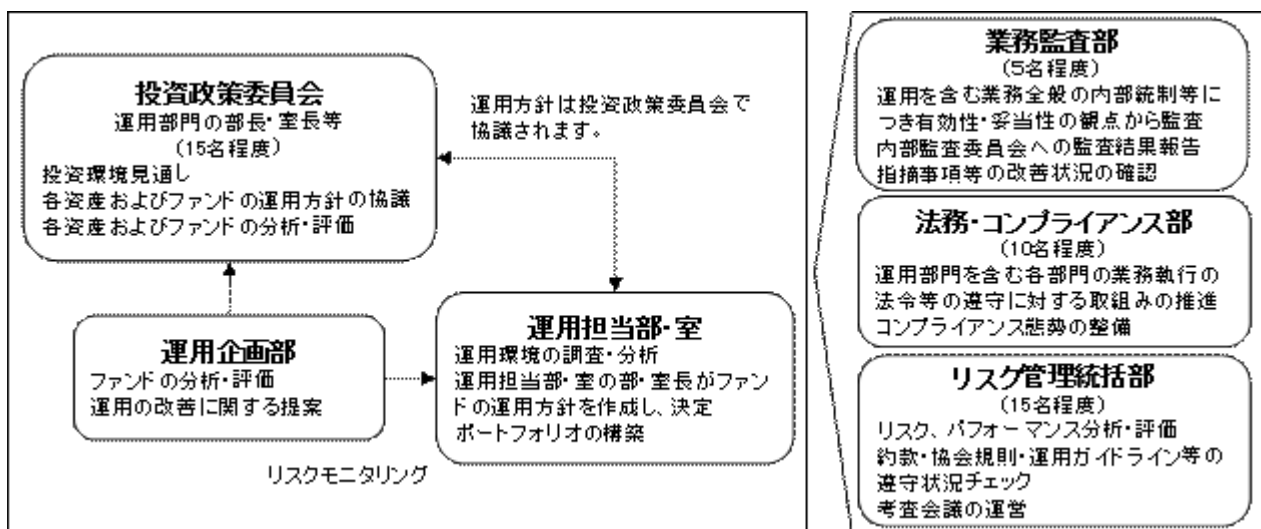 投資政策委員会
運用部門の部長・室長等
(15名程度)
投資環境見通し
各資産およびファンドの運用方針の協議
各資産およびファンドの分析・評価
運用方針は投資政策委員会で
協議されます。
運用企画部
ファンドの分析・評価
運用の改善に関する提案
運用担当部・室
運用環境の調査・分析
運用担当部・室の部・室長がファン
ドの運用方針を作成し、決定
ポートフォリオの構築
リスクモニタリング
業務監査部
(5名程度)
運用を含む業務全般の内部統制等に
つき有効性・妥当性の観点から監査
内部監査委員会への監査結果報告
指摘事項等の改善状況の確認
法務・コンプライアンス部
(10名程度)
運用部門を含む各部門の業務執行の
法令等の遵守に対する取組みの推進
コンプライアンス態勢の整備
リスク管理統括部
(15名程度)
リスク、パフォーマンス分析・評価
約款・協会規則・運用ガイドライン等の
遵守状況チェック
考査会議の運営